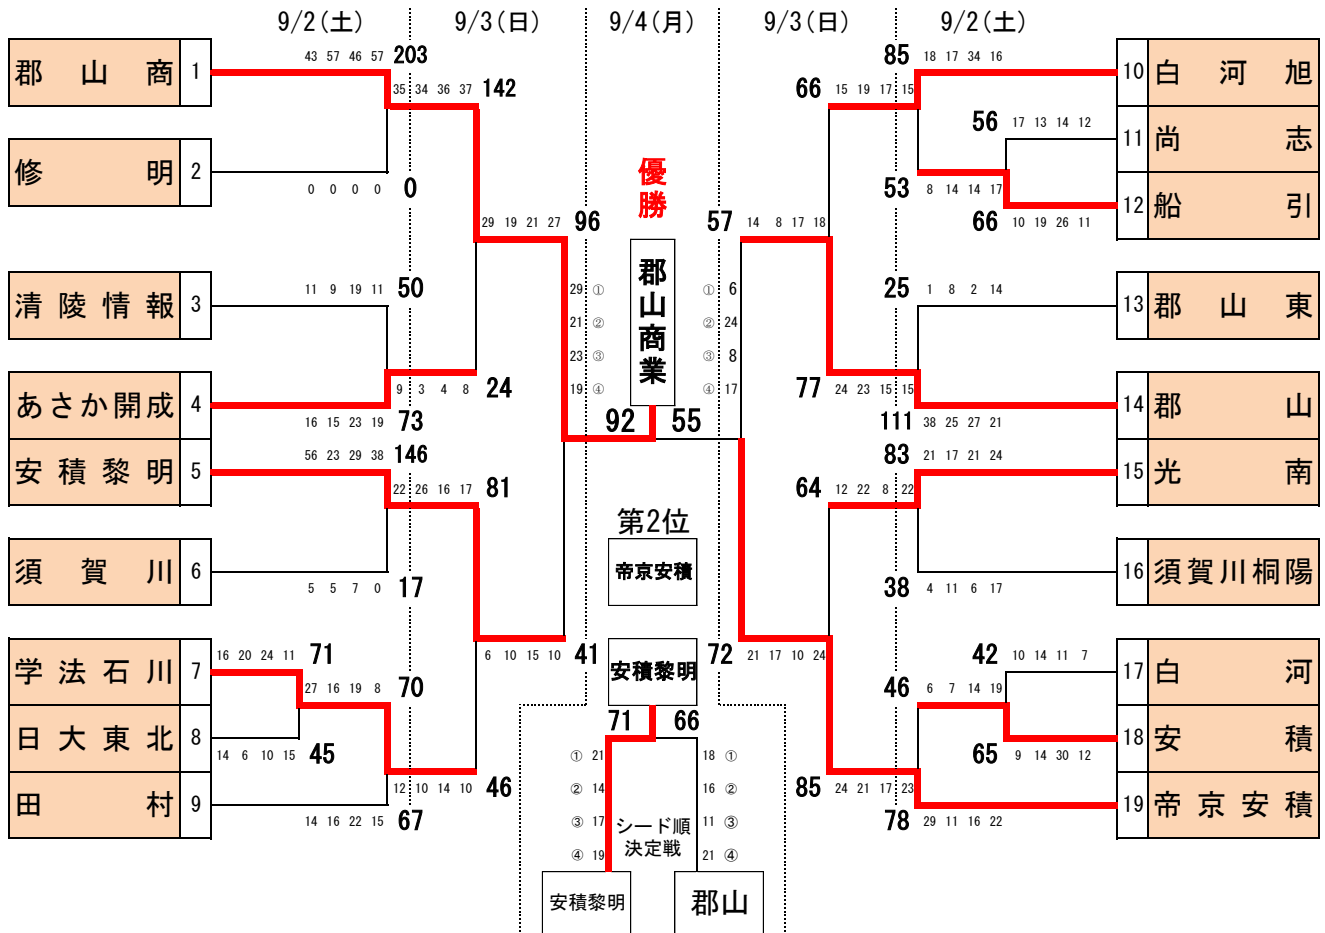 9/2(土) 9/3(日) 9/4(月) 9/3(日) 9/2(土)
郡山商 1
43 57 46 57 203
35 34 36 37 142
修明 2
0 0 0 0 0
29 19 21 27 96
清陵情報 3
11 9 19 11 50
あさか開成 4
9 3 4 8 24
16 15 23 19 73
安積黎明 5
56 23 29 38 146
22 26 16 17 81
須賀川 6
5 5 7 0 17
6 10 15 10 41
学法石川 7
16 20 24 11 71
27 16 19 8 70
日大東北 8
14 6 10 15 45
12 10 14 10 46
田村 9
14 16 22 15 67
優勝
郡山商業
29 ① ① 6
21 ② ② 24
23 ③ ③ 8
19 ④ ④ 17
92 55
第2位
帝京安積
安積黎明
71 66
① 21 18 ①
② 14 16 ②
③ 17 11 ③
④ 19 21 ④
シード順
決定戦
安積黎明 郡山
85 18 17 34 16
10 白河旭
66 15 19 17 15
56 17 13 14 12
11 尚志
53 8 14 14 17
12 船引
66 10 19 26 11
57 14 8 17 18
25 1 8 2 14
13 郡山東
77 24 23 15 15
14 郡山
111 38 25 27 21
83 21 17 21 24
15 光南
64 12 22 8 22
16 須賀川桐陽
38 4 11 6 17
72 21 17 10 24
42 10 14 11 7
17 白河
46 6 7 14 19
18 安積
65 9 14 30 12
85 24 21 17 23
19 帝京安積
78 29 11 16 22